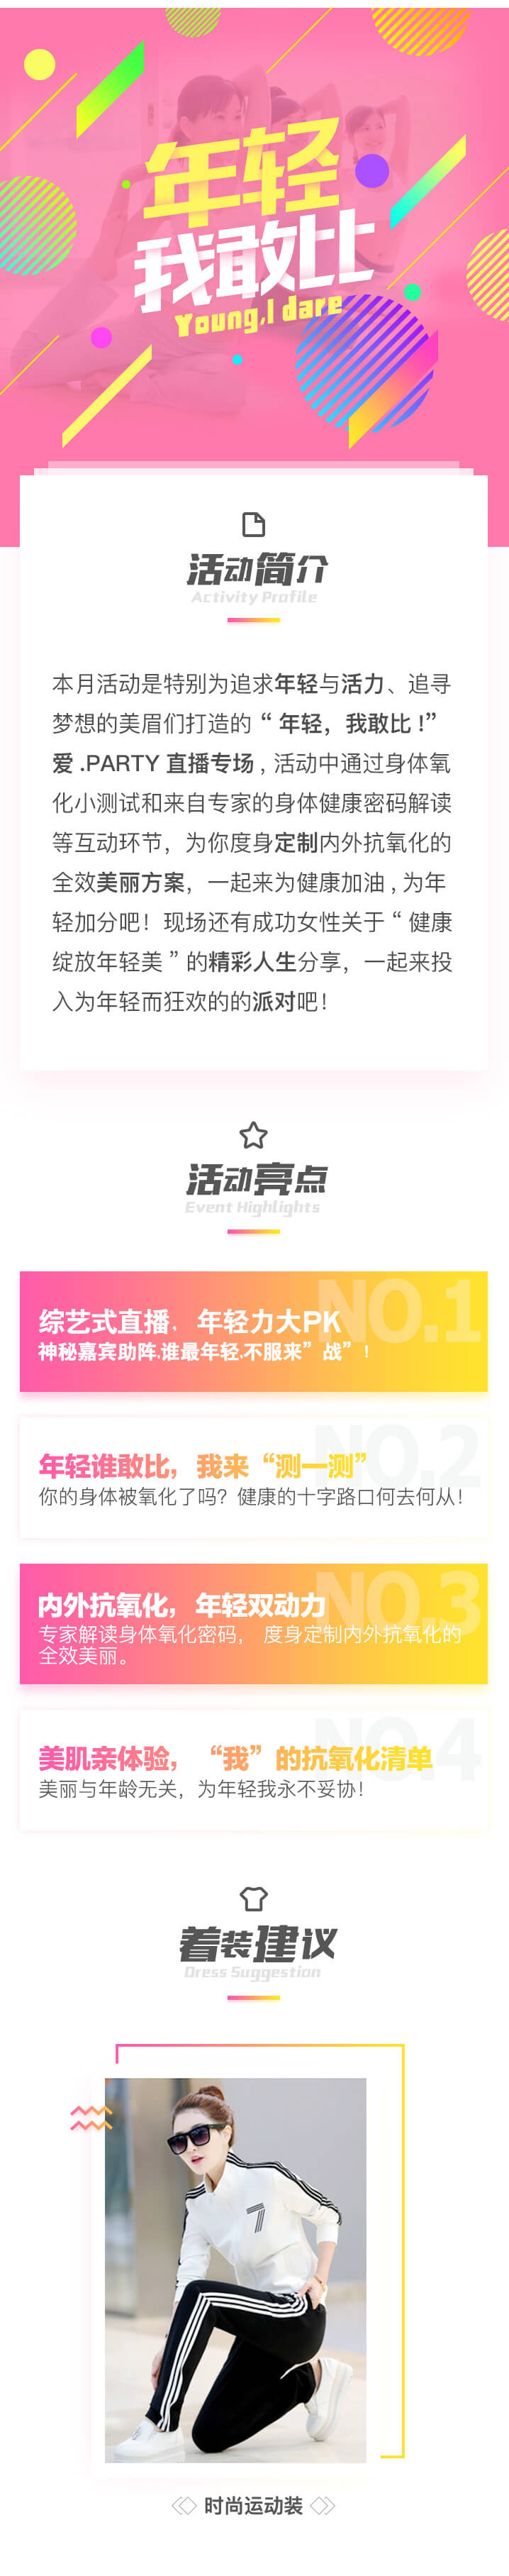 年轻
我敢比
Young,I dare
活动简介
Activity Profile
本月活动是特别为追求年轻与活力、追寻
梦想的美眉们打造的 “ 年轻，我敢比 !”
爱 .PARTY 直播专场 , 活动中通过身体氧
化小测试和来自专家的身体健康密码解读
等互动环节，为你度身定制内外抗氧化的
全效美丽方案，一起来为健康加油 , 为年
轻加分吧！现场还有成功女性关于 “ 健康
绽放年轻美 ” 的精彩人生分享，一起来投
入为年轻而狂欢的的派对吧！
活动亮点
Event Highlights
NO.1
综艺式直播，年轻力大PK
神秘嘉宾助阵,谁最年轻,不服来”战”！
NO.2
年轻谁敢比，我来“测一测”
你的身体被氧化了吗？健康的十字路口何去何从！
NO.3
内外抗氧化，年轻双动力
专家解读身体氧化密码， 度身定制内外抗氧化的
全效美丽。
NO.4
美肌亲体验，“我”的抗氧化清单
美丽与年龄无关，为年轻我永不妥协！
着装建议
Dress Suggestion
7
时尚运动装